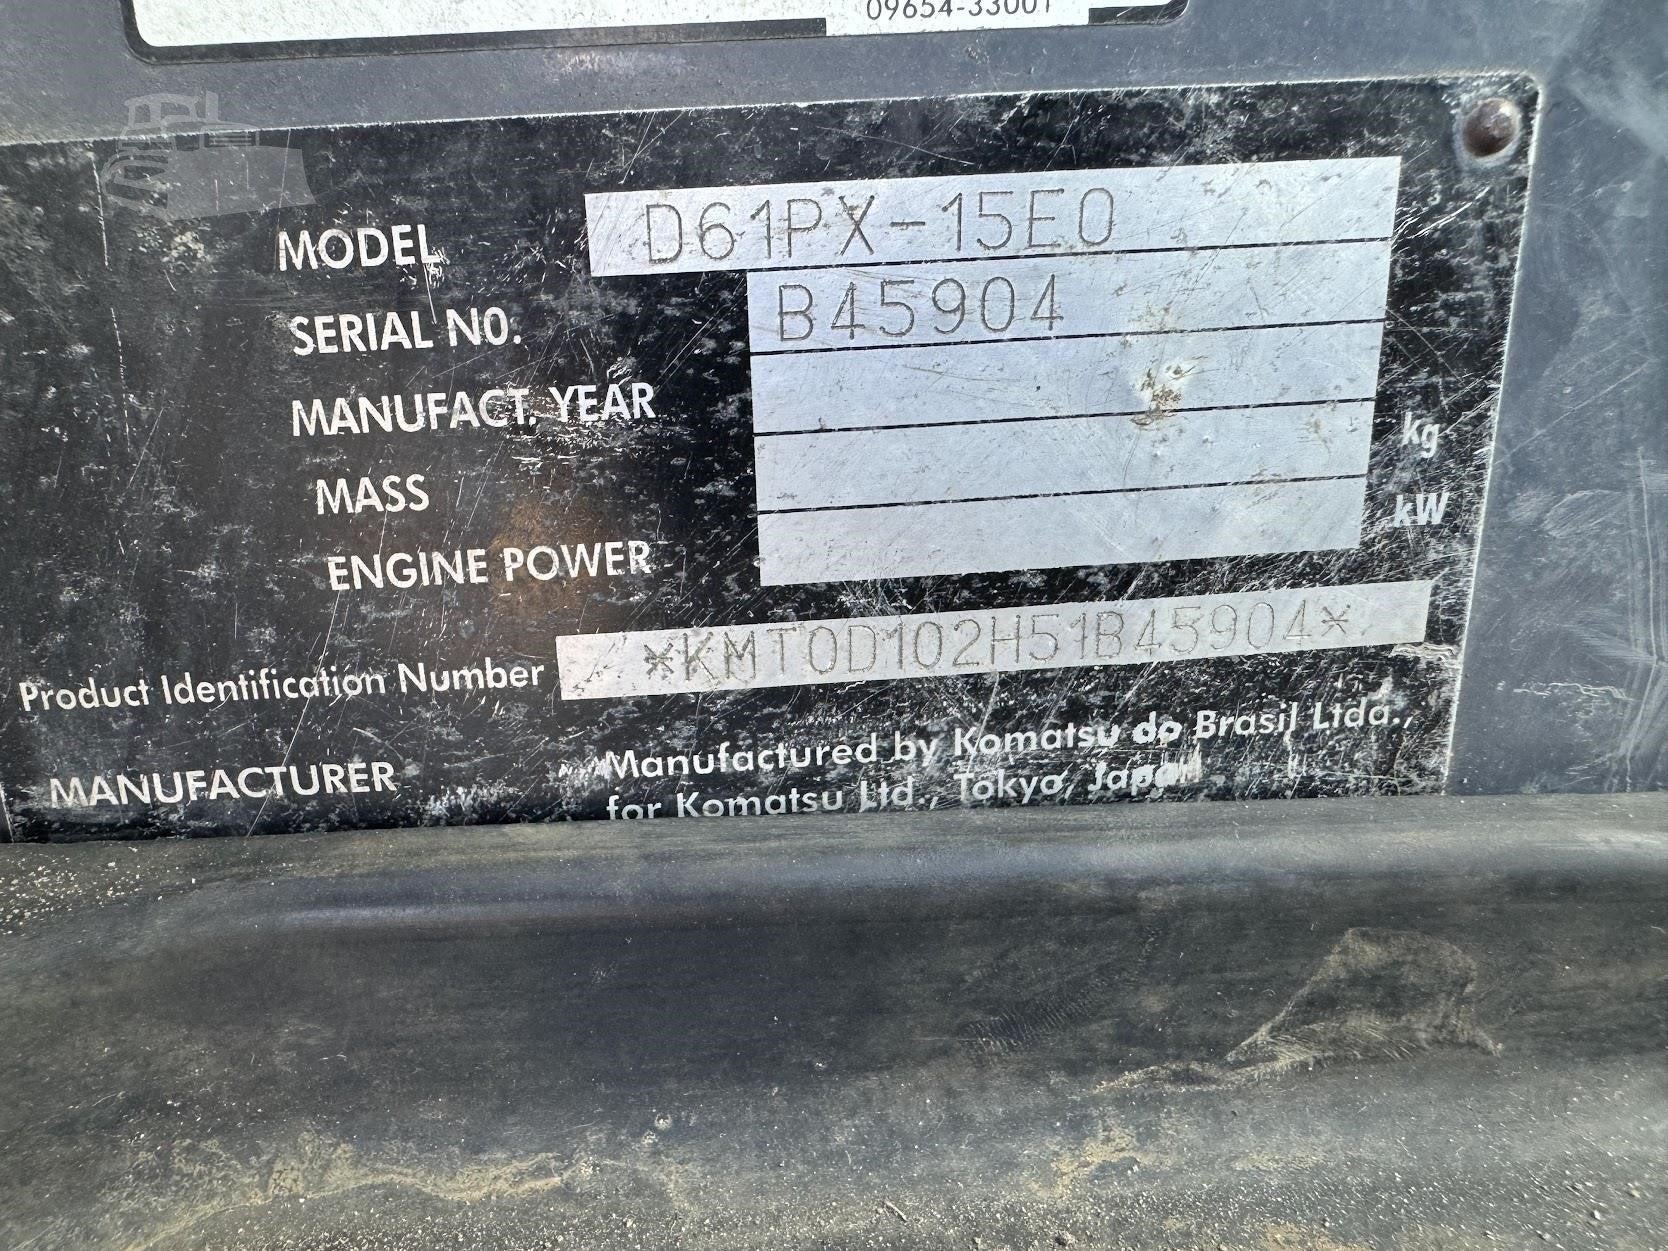 09654-33001
MODEL D61PX-15E0
SERIAL NO. B45904
MANUFACT. YEAR
MASS kg
ENGINE POWER kW
Product Identification Number *KMT0D102H51B45904*
MANUFACTURER Manufactured by Komatsu do Brasil Ltda.,
for Komatsu Ltd., Tokyo, Japan